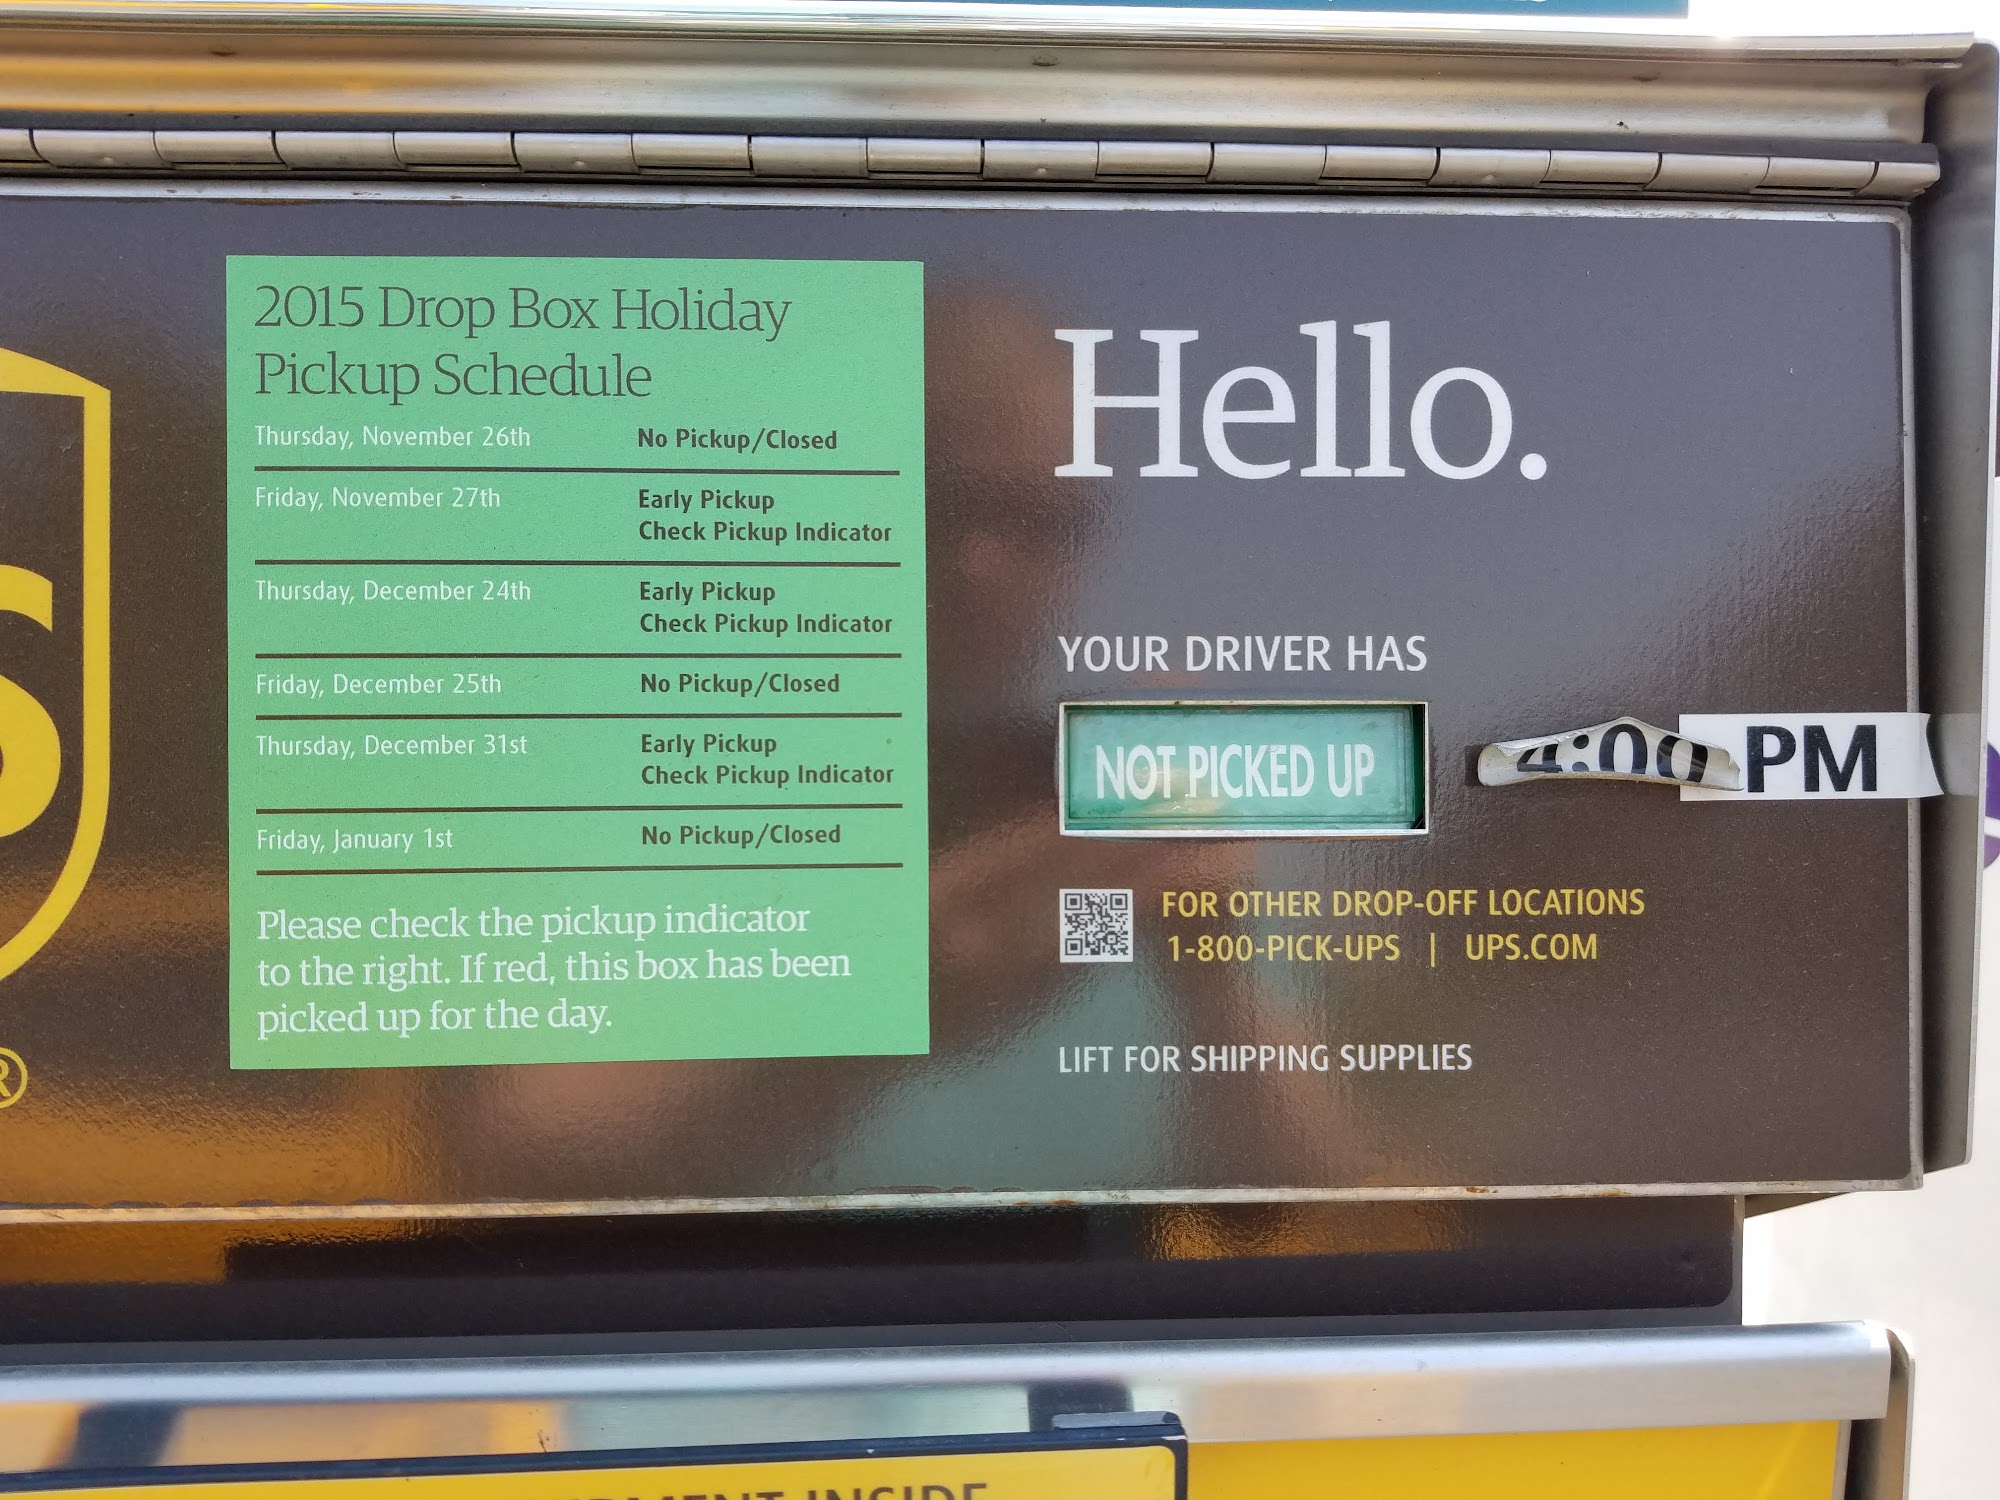 2015 Drop Box Holiday
Pickup Schedule
Thursday, November 26th No Pickup/Closed
Friday, November 27th Early Pickup
Check Pickup Indicator
Thursday, December 24th Early Pickup
Check Pickup Indicator
Friday, December 25th No Pickup/Closed
Thursday, December 31st Early Pickup
Check Pickup Indicator
Friday, January 1st No Pickup/Closed
Please check the pickup indicator
to the right. If red, this box has been
picked up for the day.
®
Hello.
YOUR DRIVER HAS
NOT PICKED UP 4:00 PM
FOR OTHER DROP-OFF LOCATIONS
1-800-PICK-UPS | UPS.COM
LIFT FOR SHIPPING SUPPLIES
INSIDE